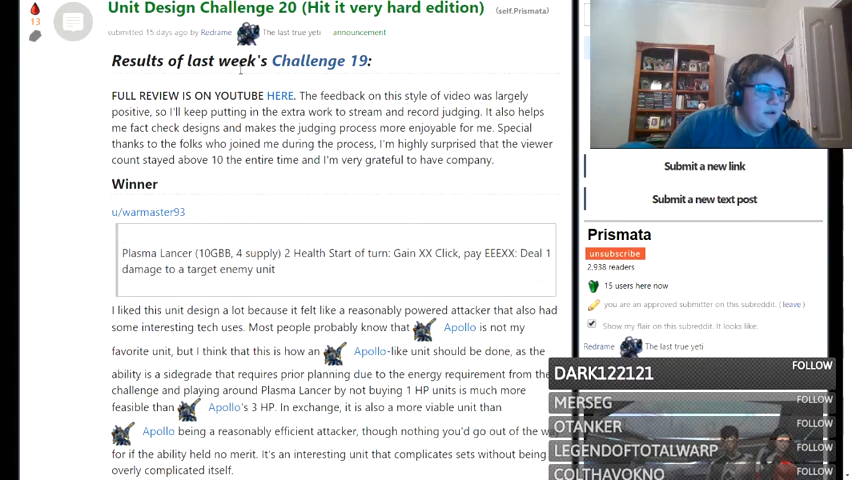 Unit Design Challenge 20 (Hit it very hard edition) (self.Prismata)
13
submitted 15 days ago by Redrame The last true yeti announcement
Results of last week's Challenge 19:
FULL REVIEW IS ON YOUTUBE HERE. The feedback on this style of video was largely
positive, so I'll keep putting in the extra work to stream and record judging. It also helps
me fact check designs and makes the judging process more enjoyable for me. Special
thanks to the folks who joined me during the process, I'm highly surprised that the viewer
count stayed above 10 the entire time and I'm very grateful to have company.
Winner
u/warmaster93
Plasma Lancer (10GBB, 4 supply) 2 Health Start of turn: Gain XX Click, pay EEEXX: Deal 1
damage to a target enemy unit
I liked this unit design a lot because it felt like a reasonably powered attacker that also had
some interesting tech uses. Most people probably know that Apollo is not my
favorite unit, but I think that this is how an Apollo-like unit should be done, as the
ability is a sidegrade that requires prior planning due to the energy requirement from the
challenge and playing around Plasma Lancer by not buying 1 HP units is much more
feasible than Apollo's 3 HP. In exchange, it is also a more viable unit than
Apollo being a reasonably efficient attacker, though nothing you'd go out of the way
for if the ability held no merit. It's an interesting unit that complicates sets without being
overly complicated itself.
Submit a new link
Submit a new text post
Prismata
unsubscribe
2,938 readers
15 users here now
you are an approved submitter on this subreddit. (leave)
Show my flair on this subreddit. It looks like:
Redrame The last true yeti
DARK122121 FOLLOW
MERSEG FOLLOW
OTANKER FOLLOW
LEGENDOFTOTALWARP FOLLOW
COLTHAVOKNO FOLLOW